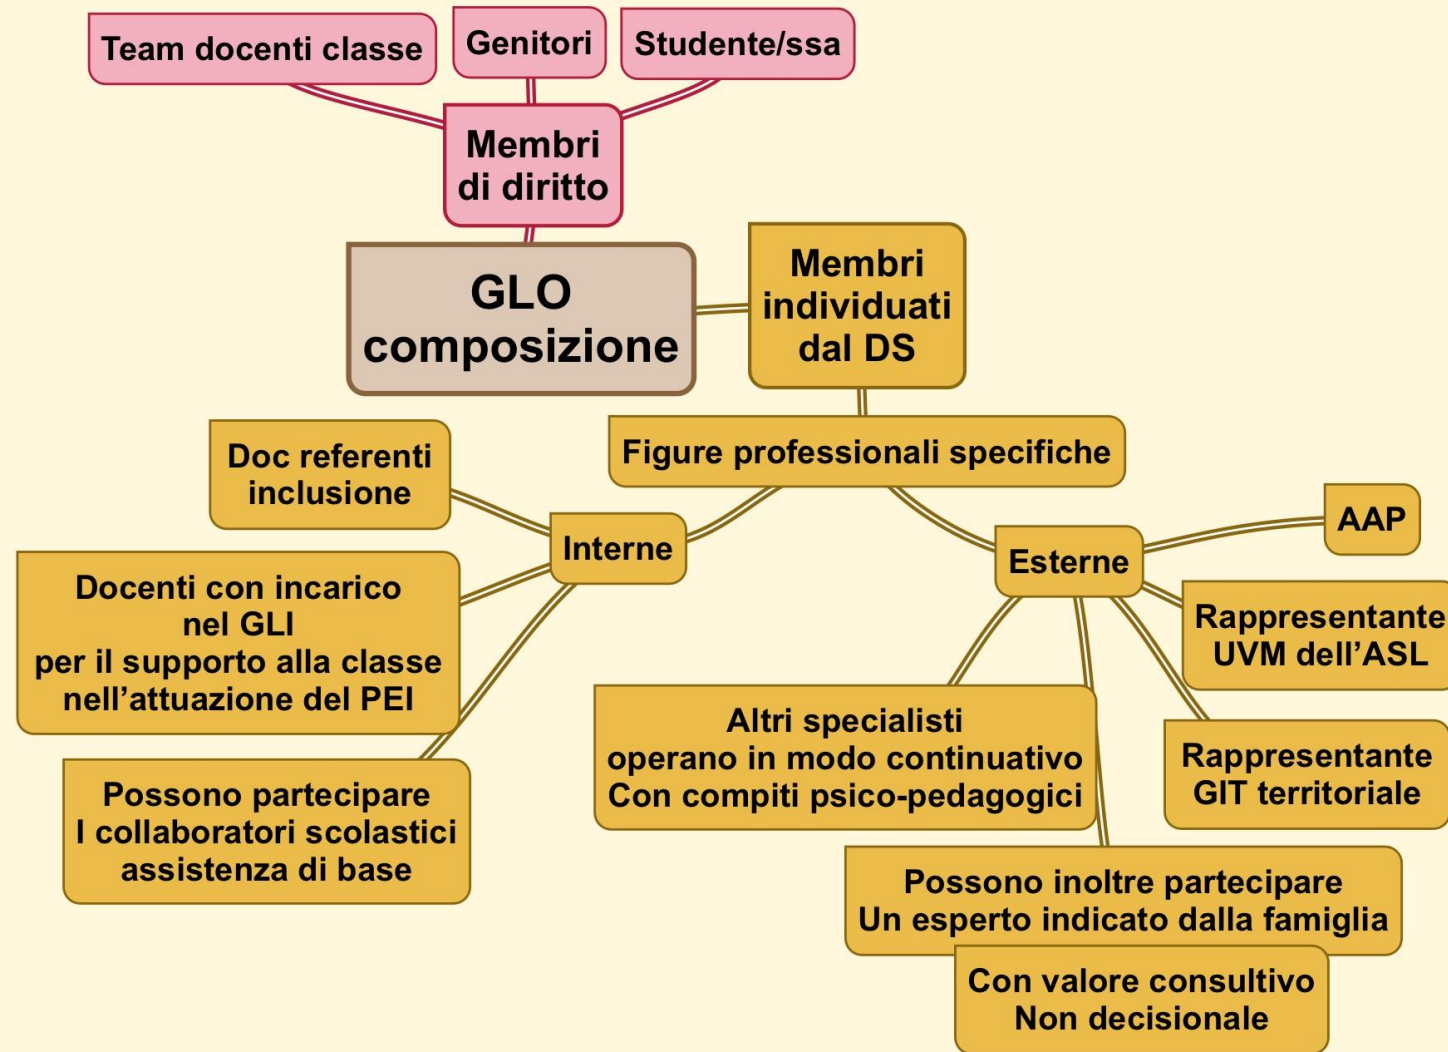 Team docenti classe
Genitori
Studente/ssa
Membri
di diritto
GLO
composizione
Membri
individuati
dal DS
Figure professionali specifiche
Interne
Doc referenti
inclusione
Docenti con incarico
nel GLI
per il supporto alla classe
nell’attuazione del PEI
Possono partecipare
I collaboratori scolastici
assistenza di base
Esterne
AAP
Rappresentante
UVM dell’ASL
Rappresentante
GIT territoriale
Altri specialisti
operano in modo continuativo
Con compiti psico-pedagogici
Possono inoltre partecipare
Un esperto indicato dalla famiglia
Con valore consultivo
Non decisionale